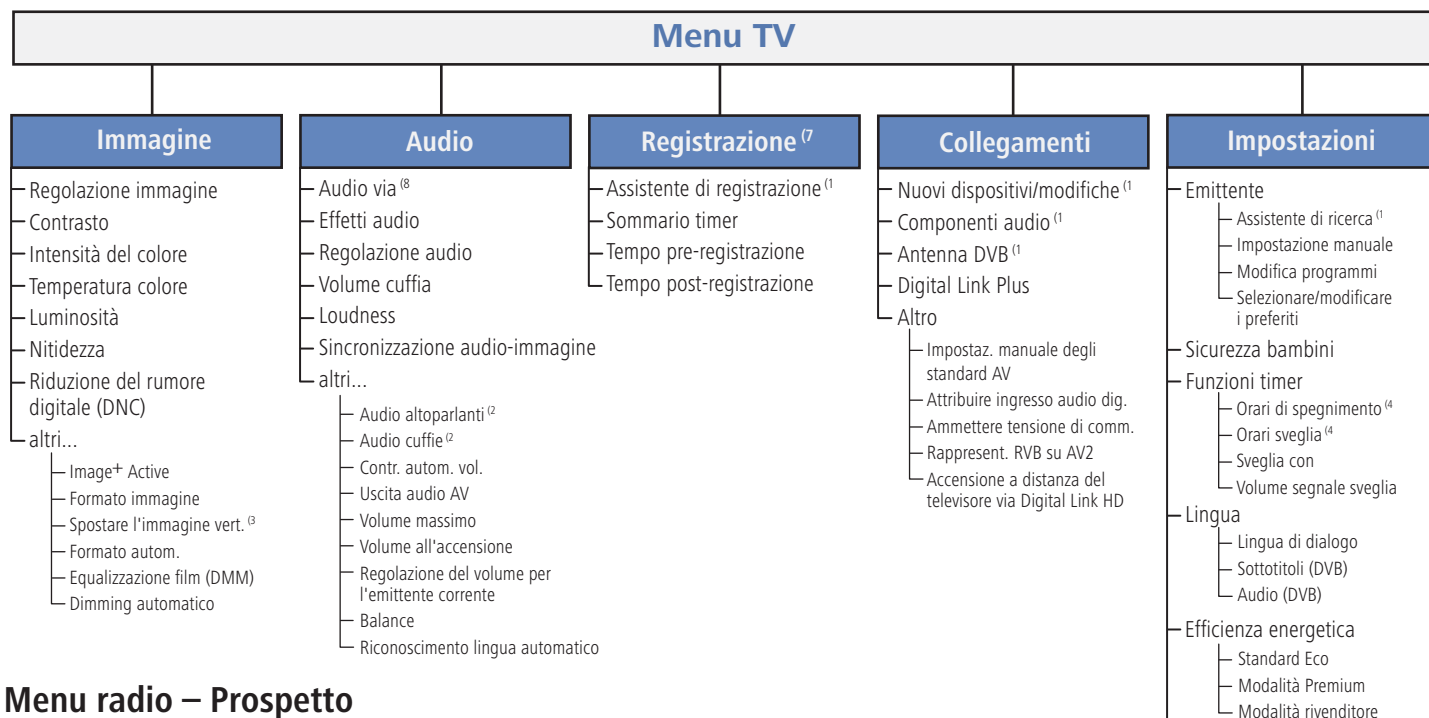 Menu TV
Immagine
Regolazione immagine
Contrasto
Intensità del colore
Temperatura colore
Luminosità
Nitidezza
Riduzione del rumore
digitale (DNC)
altri...
Image+ Active
Formato immagine
Spostare l'immagine vert. (3
Formato autom.
Equalizzazione film (DMM)
Dimming automatico
Audio
Audio via (8
Effetti audio
Regolazione audio
Volume cuffia
Loudness
Sincronizzazione audio-immagine
altri...
Audio altoparlanti (2
Audio cuffie (2
Contr. autom. vol.
Uscita audio AV
Volume massimo
Volume all'accensione
Regolazione del volume per
l'emittente corrente
Balance
Riconoscimento lingua automatico
Registrazione (7
Assistente di registrazione (1
Sommario timer
Tempo pre-registrazione
Tempo post-registrazione
Collegamenti
Nuovi dispositivi/modifiche (1
Componenti audio (1
Antenna DVB (1
Digital Link Plus
Altro
Impostaz. manuale degli
standard AV
Attribuire ingresso audio dig.
Ammettere tensione di comm.
Rappresent. RVB su AV2
Accensione a distanza del
televisore via Digital Link HD
Impostazioni
Emittente
Assistente di ricerca (1
Impostazione manuale
Modifica programmi
Selezionare/modificare
i preferiti
Sicurezza bambini
Funzioni timer
Orari di spegnimento (4
Orari sveglia (4
Sveglia con
Volume segnale sveglia
Lingua
Lingua di dialogo
Sottotitoli (DVB)
Audio (DVB)
Efficienza energetica
Standard Eco
Modalità Premium
Modalità rivenditore
Menu radio – Prospetto